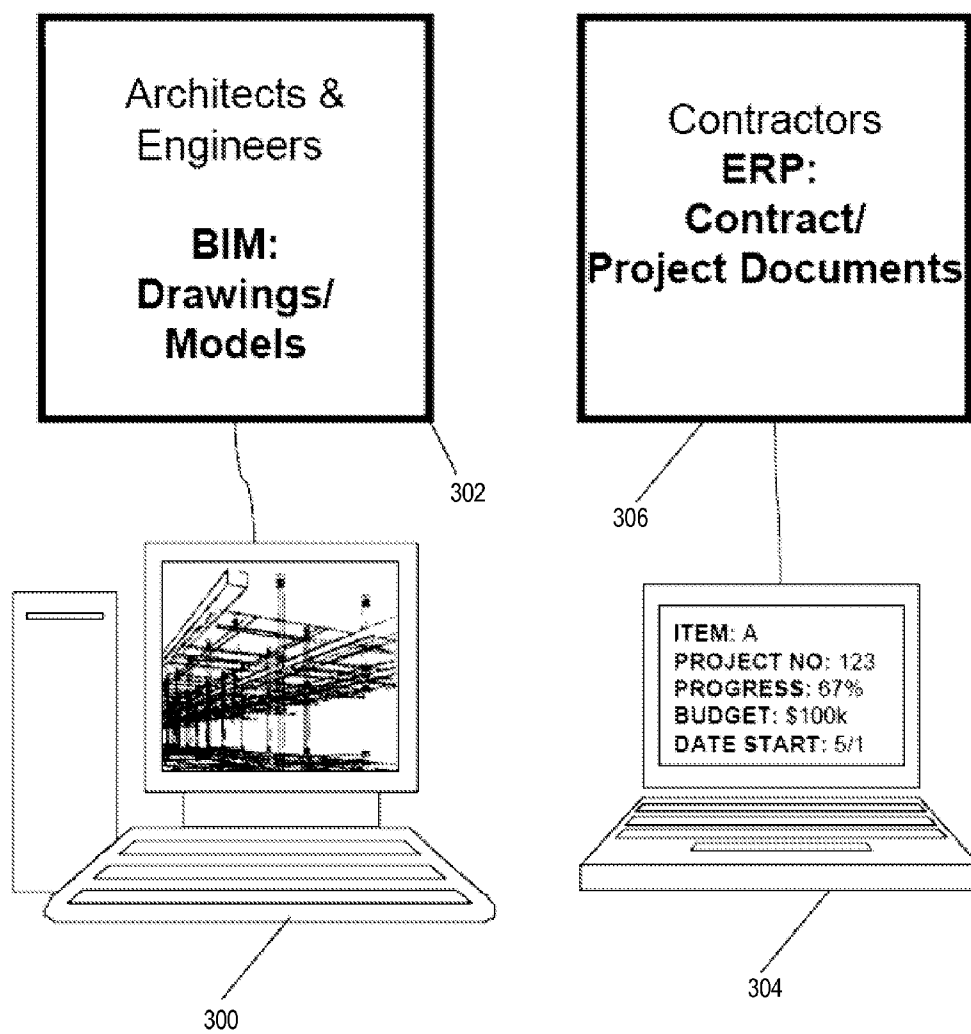 Architects &
Engineers
BIM:
Drawings/
Models
302
Contractors
ERP:
Contract/
Project Documents
306
ITEM: A
PROJECT NO: 123
PROGRESS: 67%
BUDGET: $100k
DATE START: 5/1
300
304